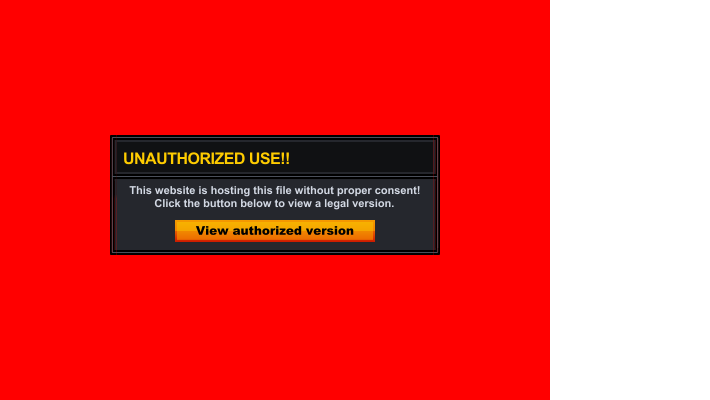 UNAUTHORIZED USE!!
This website is hosting this file without proper consent!
Click the button below to view a legal version.
View authorized version